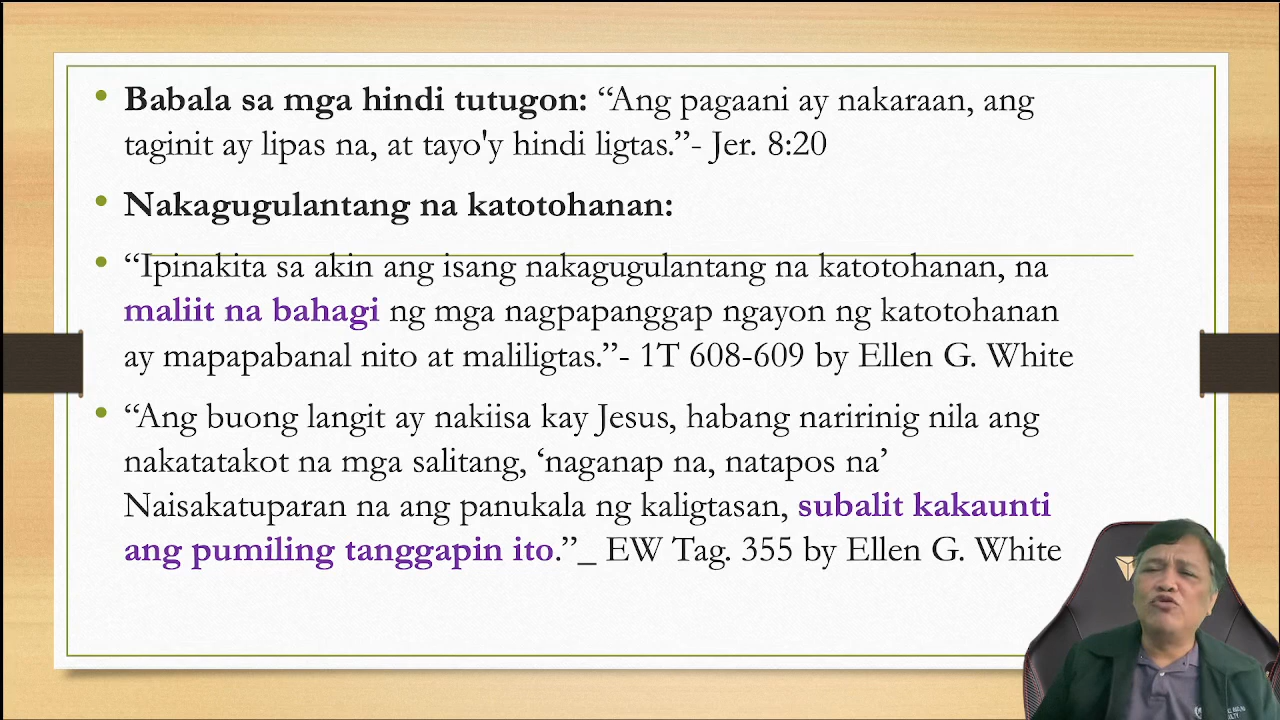 Babala sa mga hindi tutugon: “Ang pagaani ay nakaraan, ang
taginit ay lipas na, at tayo'y hindi ligtas.”- Jer. 8:20
Nakagugulantang na katotohanan:
“Ipinakita sa akin ang isang nakagugulantang na katotohanan, na
maliit na bahagi ng mga nagpapanggap ngayon ng katotohanan
ay mapapabanal nito at maliligtas.”- 1T 608-609 by Ellen G. White
“Ang buong langit ay nakiisa kay Jesus, habang naririnig nila ang
nakatatakot na mga salitang, ‘naganap na, natapos na’
Naisakatuparan na ang panukala ng kaligtasan, subalit kakaunti
ang pumiling tanggapin ito.”_ EW Tag. 355 by Ellen G. White